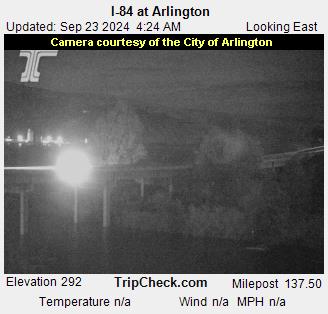 I-84 at Arlington
Updated: Sep 23 2024  4:24 AM Looking East
Camera courtesy of the City of Arlington
Elevation 292 TripCheck.com Milepost 137.50
Temperature n/a Wind n/a MPH n/a